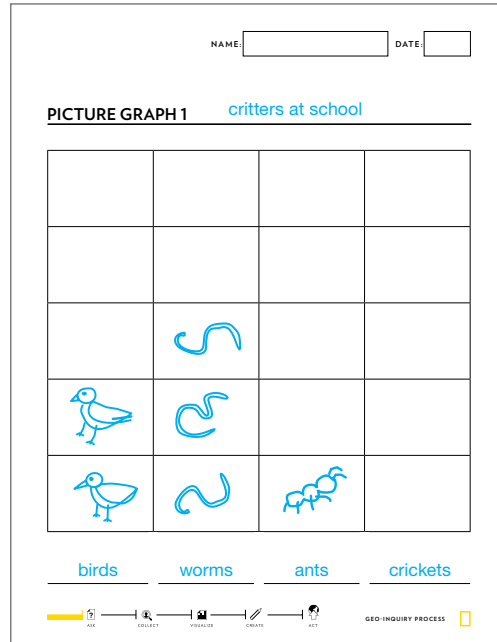 NAME: DATE:
PICTURE GRAPH 1 critters at school
birds worms ants crickets
ASK COLLECT VISUALIZE CREATE ACT GEO-INQUIRY PROCESS